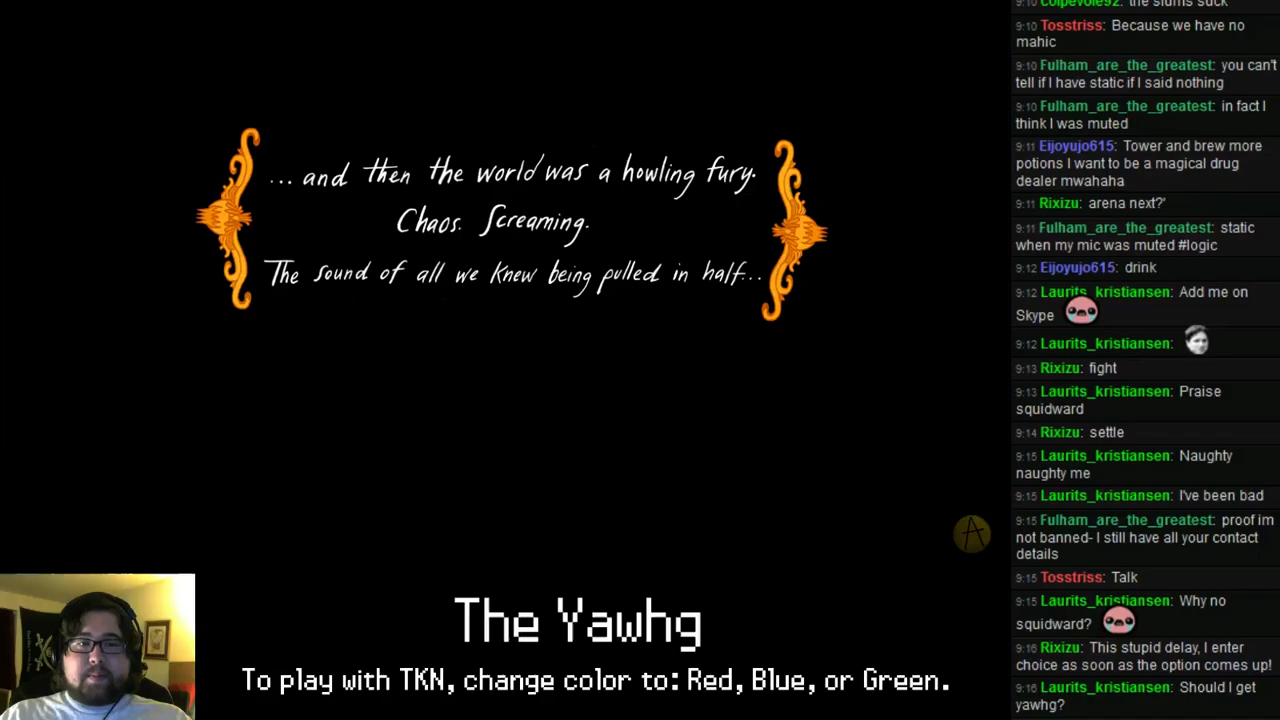 ... and then the world was a howling fury.
Chaos. Screaming.
The sound of all we knew being pulled in half...
A
The Yawhg
To play with TKN, change color to: Red, Blue, or Green.
9:10 Colpevole92: the slums suck
9:10 Tosstriss: Because we have no
mahic
9:10 Fulham_are_the_greatest: you can't
tell if I have static if I said nothing
9:10 Fulham_are_the_greatest: in fact I
think I was muted
9:11 Eijoyujo615: Tower and brew more
potions I want to be a magical drug
dealer mwahaha
9:11 Rixizu: arena next?'
9:11 Fulham_are_the_greatest: static
when my mic was muted #logic
9:12 Eijoyujo615: drink
9:12 Laurits_kristiansen: Add me on
Skype
9:12 Laurits_kristiansen:
9:13 Rixizu: fight
9:13 Laurits_kristiansen: Praise
squidward
9:14 Rixizu: settle
9:15 Laurits_kristiansen: Naughty
naughty me
9:15 Laurits_kristiansen: I've been bad
9:15 Fulham_are_the_greatest: proof im
not banned- I still have all your contact
details
9:15 Tosstriss: Talk
9:15 Laurits_kristiansen: Why no
squidward?
9:16 Rixizu: This stupid delay, I enter
choice as soon as the option comes up!
9:16 Laurits_kristiansen: Should I get
yawhg?